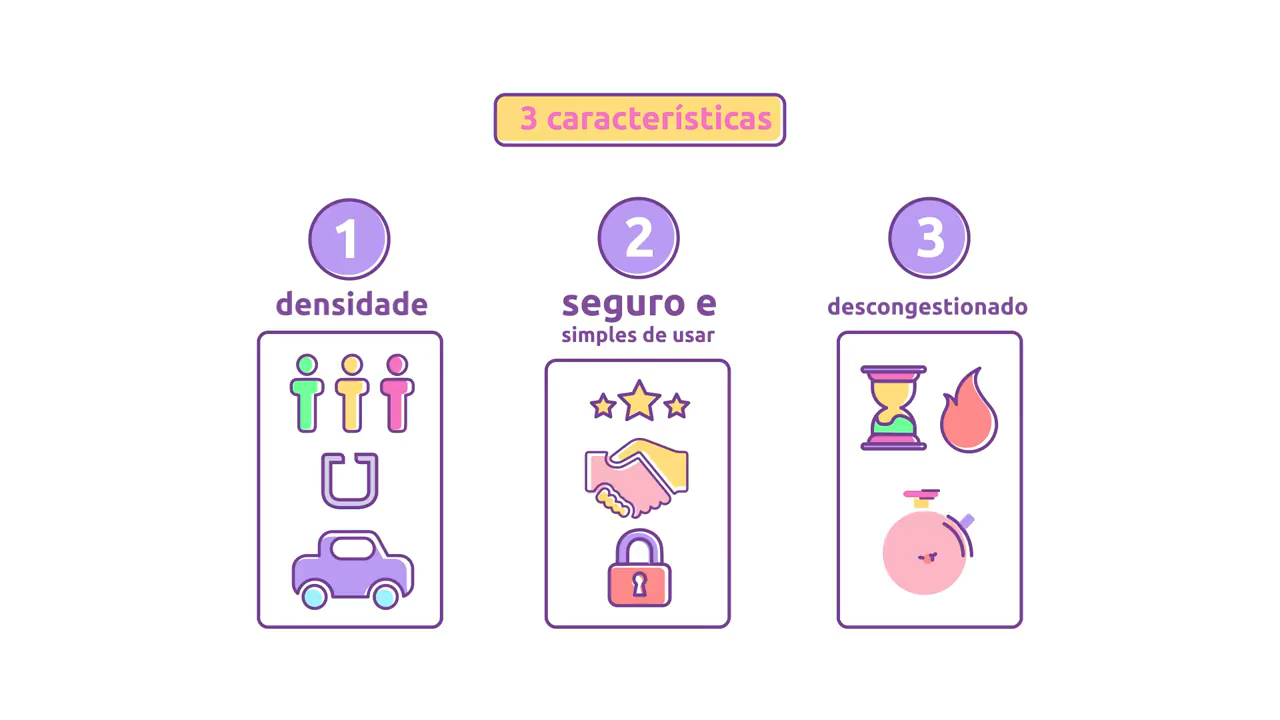 3 características
1
densidade
2
seguro e
simples de usar
3
descongestionado